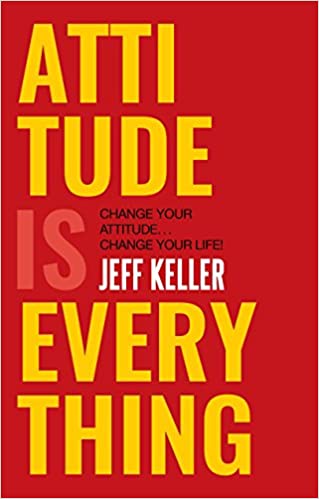 ATTI
TUDE
IS
CHANGE YOUR
ATTITUDE...
CHANGE YOUR LIFE!
JEFF KELLER
EVERY
THING